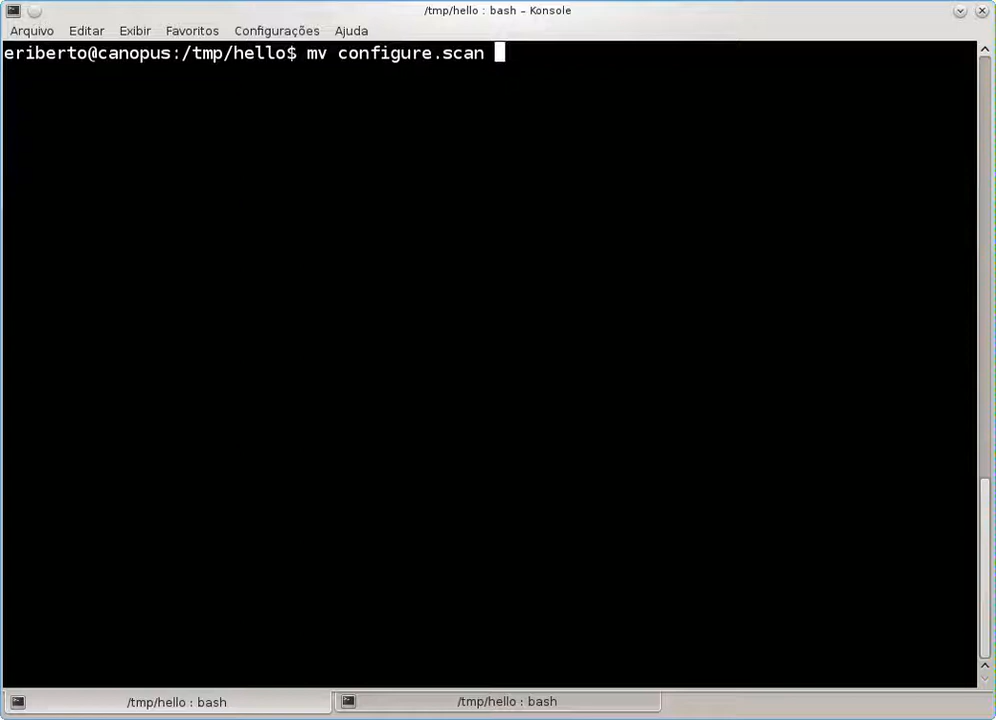 /tmp/hello : bash – Konsole
Arquivo Editar Exibir Favoritos Configurações Ajuda
eriberto@canopus:/tmp/hello$ mv configure.scan
/tmp/hello : bash /tmp/hello : bash